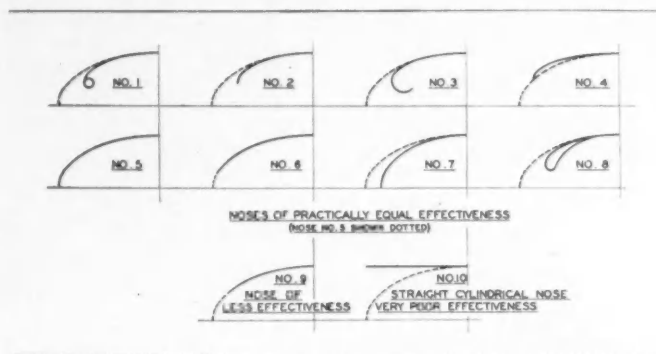 NO. 1
NO. 2
NO. 3
NO. 4
NO. 5
NO. 6
NO. 7
NO. 8
NOSES OF PRACTICALLY EQUAL EFFECTIVENESS
(NOSE NO. 5 SHOWN DOTTED)
NO. 9
NOSE OF
LESS EFFECTIVENESS
NO.10
STRAIGHT CYLINDRICAL NOSE
VERY POOR EFFECTIVENESS